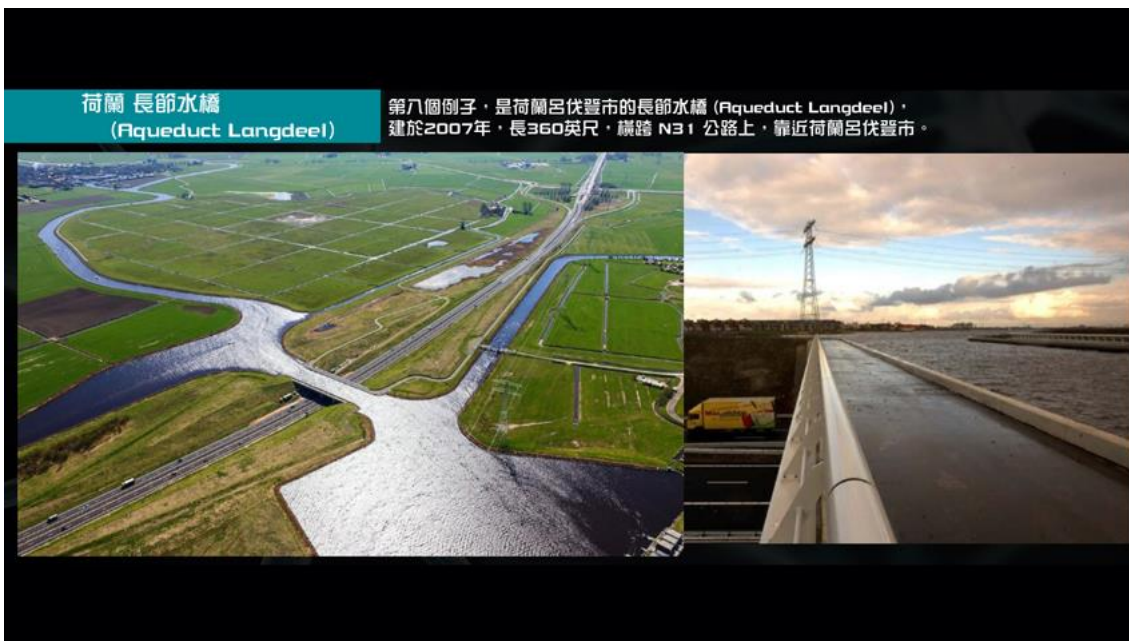 荷蘭 長節水橋
(Aqueduct Langdeel)
第八個例子，是荷蘭呂伐登市的長節水橋 (Aqueduct Langdeel)，
建於2007年，長360英尺，橫跨 N31 公路上，靠近荷蘭呂伐登市。